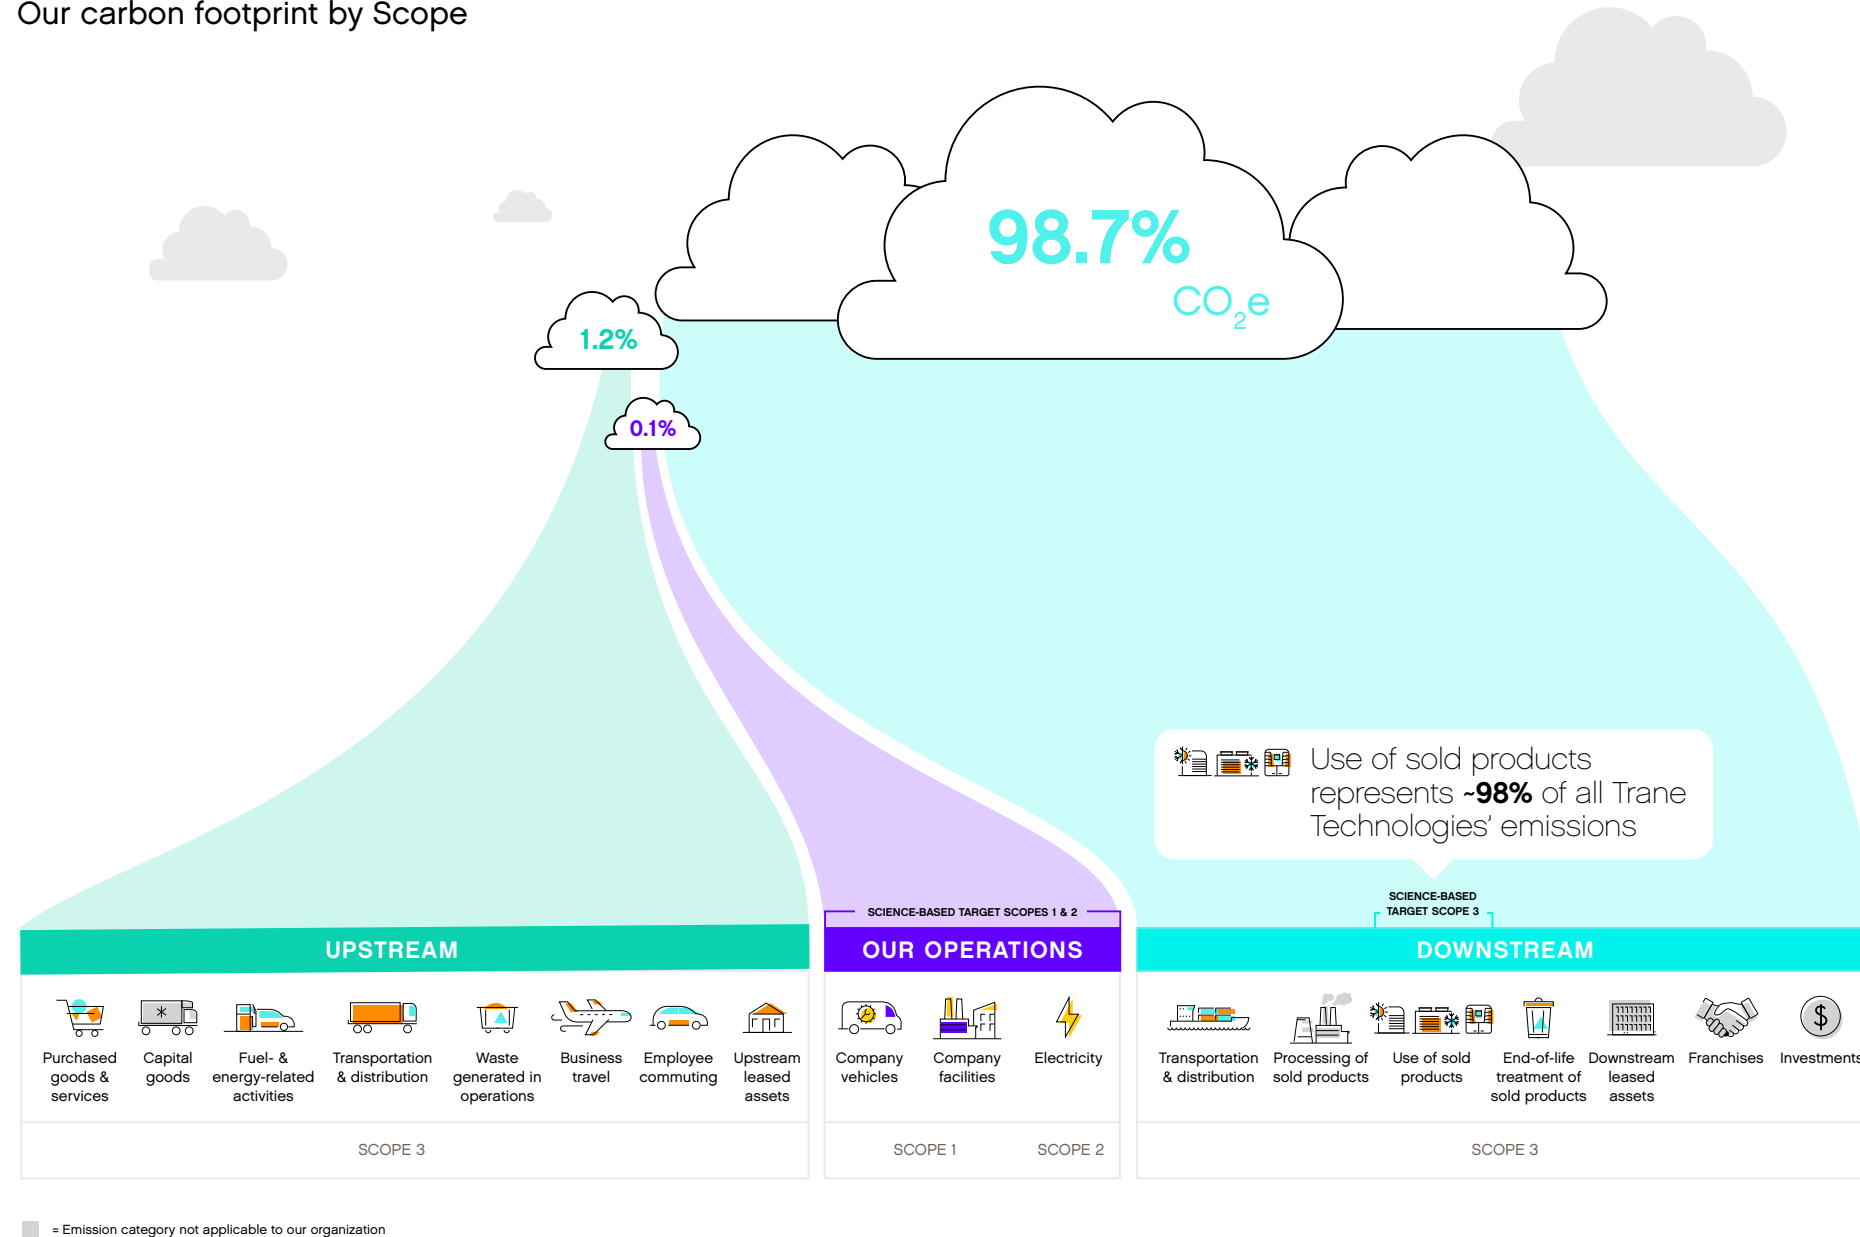 Our carbon footprint by Scope
98.7%
CO2e
1.2%
0.1%
Use of sold products
represents ~98% of all Trane
Technologies’ emissions
SCIENCE-BASED
TARGET SCOPE 3
SCIENCE-BASED TARGET SCOPES 1 & 2
UPSTREAM
OUR OPERATIONS
DOWNSTREAM
Purchased
goods &
services
Capital
goods
Fuel- &
energy-related
activities
Transportation
& distribution
Waste
generated in
operations
Business
travel
Employee
commuting
Upstream
leased
assets
Company
vehicles
Company
facilities
Electricity
Transportation
& distribution
Processing of
sold products
Use of sold
products
End-of-life
treatment of
sold products
Downstream
leased
assets
Franchises
Investments
SCOPE 3
SCOPE 1
SCOPE 2
SCOPE 3
= Emission category not applicable to our organization